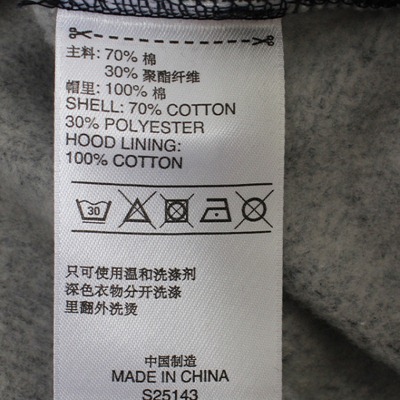 主料: 70% 棉
30% 聚酯纤维
帽里: 100% 棉
SHELL: 70% COTTON
30% POLYESTER
HOOD LINING:
100% COTTON
30
只可使用温和洗涤剂
深色衣物分开洗涤
里翻外洗烫
中国制造
MADE IN CHINA
S25143